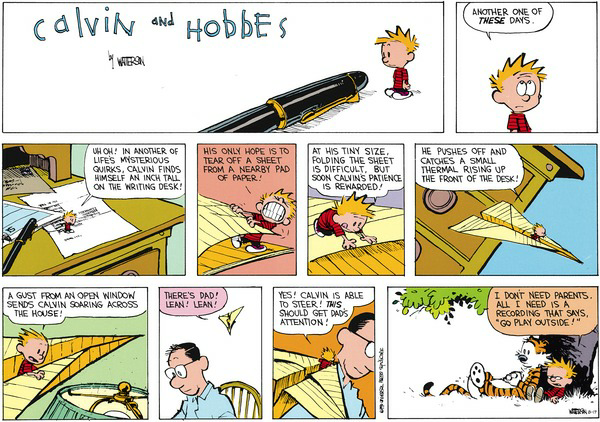 CALVIN AND HOBBES
by WATTERSON
ANOTHER ONE OF
THESE DAYS.
UH OH! IN ANOTHER OF
LIFE'S MYSTERIOUS
QUIRKS, CALVIN FINDS
HIMSELF AN INCH TALL
ON THE WRITING DESK!
HIS ONLY HOPE IS TO
TEAR OFF A SHEET
FROM A NEARBY PAD
OF PAPER!
AT HIS TINY SIZE,
FOLDING THE SHEET
IS DIFFICULT, BUT
SOON CALVIN'S PATIENCE
IS REWARDED!
HE PUSHES OFF AND
CATCHES A SMALL
THERMAL RISING UP
THE FRONT OF THE DESK!
A GUST FROM AN OPEN WINDOW
SENDS CALVIN SOARING ACROSS
THE HOUSE!
THERE'S DAD!
LEAN! LEAN!
YES! CALVIN IS ABLE
TO STEER! THIS
SHOULD GET DAD'S
ATTENTION!
I DON'T NEED PARENTS.
ALL I NEED IS A
RECORDING THAT SAYS,
"GO PLAY OUTSIDE!"
WATTERSON